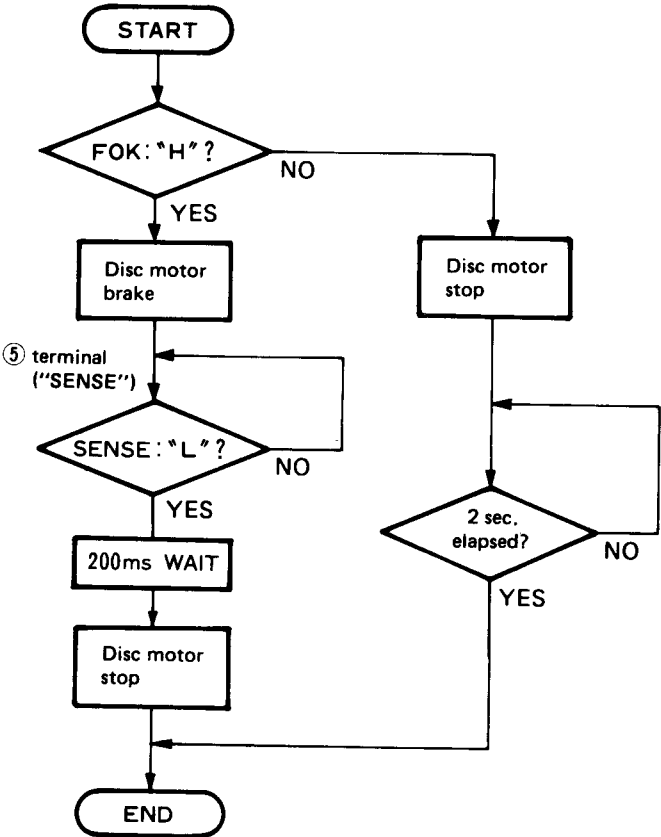 START
FOK: "H" ?
NO
YES
Disc motor
brake
Disc motor
stop
⑤ terminal
("SENSE")
SENSE: "L" ?
NO
YES
2 sec.
elapsed?
NO
YES
200ms WAIT
Disc motor
stop
END